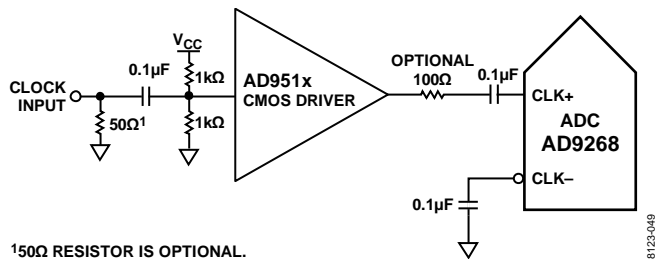 CLOCK
INPUT
50Ω¹
0.1µF
VCC
1kΩ
1kΩ
AD951x
CMOS DRIVER
OPTIONAL
100Ω
0.1µF
CLK+
ADC
AD9268
CLK–
0.1µF
¹50Ω RESISTOR IS OPTIONAL.
8123-049